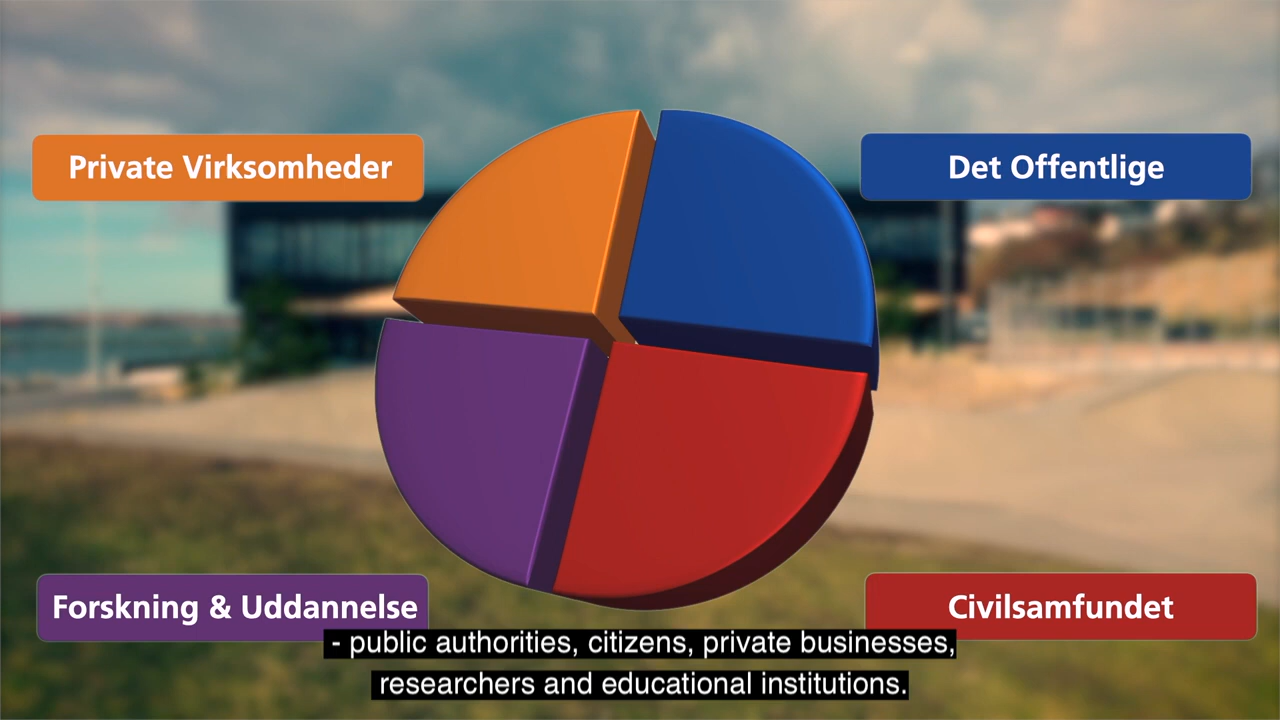 Private Virksomheder
Det Offentlige
Forskning & Uddannelse
Civilsamfundet
- public authorities, citizens, private businesses,
researchers and educational institutions.